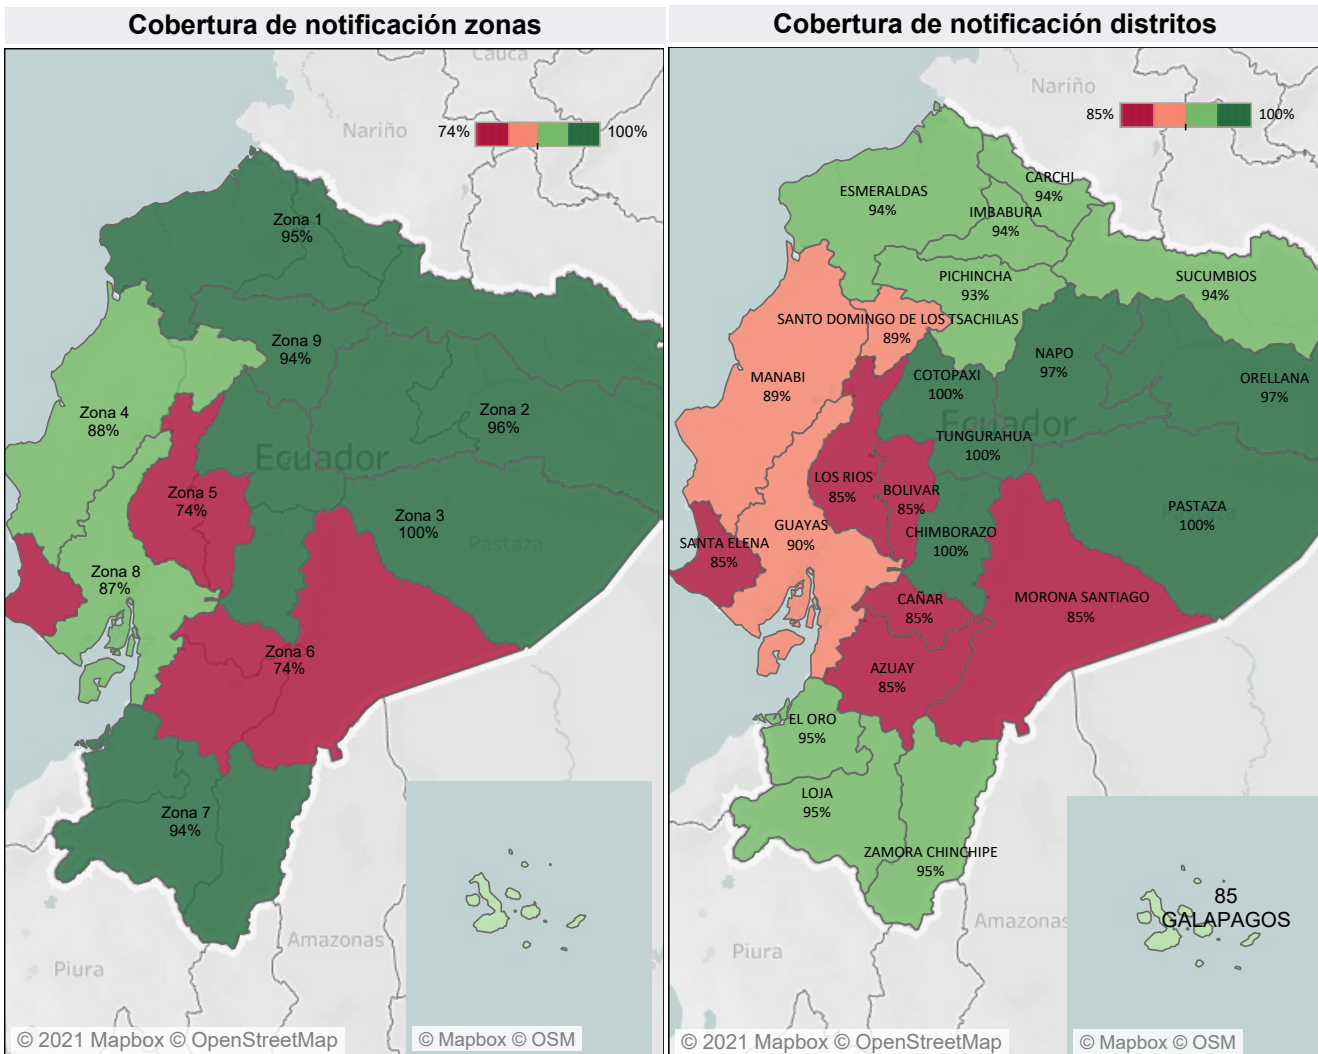 Cobertura de notificación zonas
Cauca
Nariño
74%
100%
Zona 1
95%
Zona 9
94%
Zona 4
88%
Zona 2
96%
Ecuador
Zona 5
74%
Zona 3
100%
Pastaza
Zona 8
87%
Zona 6
74%
Zona 7
94%
Amazonas
Piura
© 2021 Mapbox © OpenStreetMap
© Mapbox © OSM
Cobertura de notificación distritos
Nariño
85%
100%
CARCHI
94%
ESMERALDAS
94%
IMBABURA
94%
PICHINCHA
93%
SUCUMBIOS
94%
SANTO DOMINGO DE LOS TSACHILAS
89%
NAPO
97%
MANABI
89%
COTOPAXI
100%
ORELLANA
97%
Ecuador
TUNGURAHUA
100%
LOS RIOS
85%
BOLIVAR
85%
PASTAZA
100%
GUAYAS
90%
CHIMBORAZO
100%
SANTA ELENA
85%
CAÑAR
85%
MORONA SANTIAGO
85%
AZUAY
85%
EL ORO
95%
LOJA
95%
ZAMORA CHINCHIPE
95%
85
GALAPAGOS
Amazonas
Piura
© 2021 Mapbox © OpenStreetMap
© Mapbox © OSM